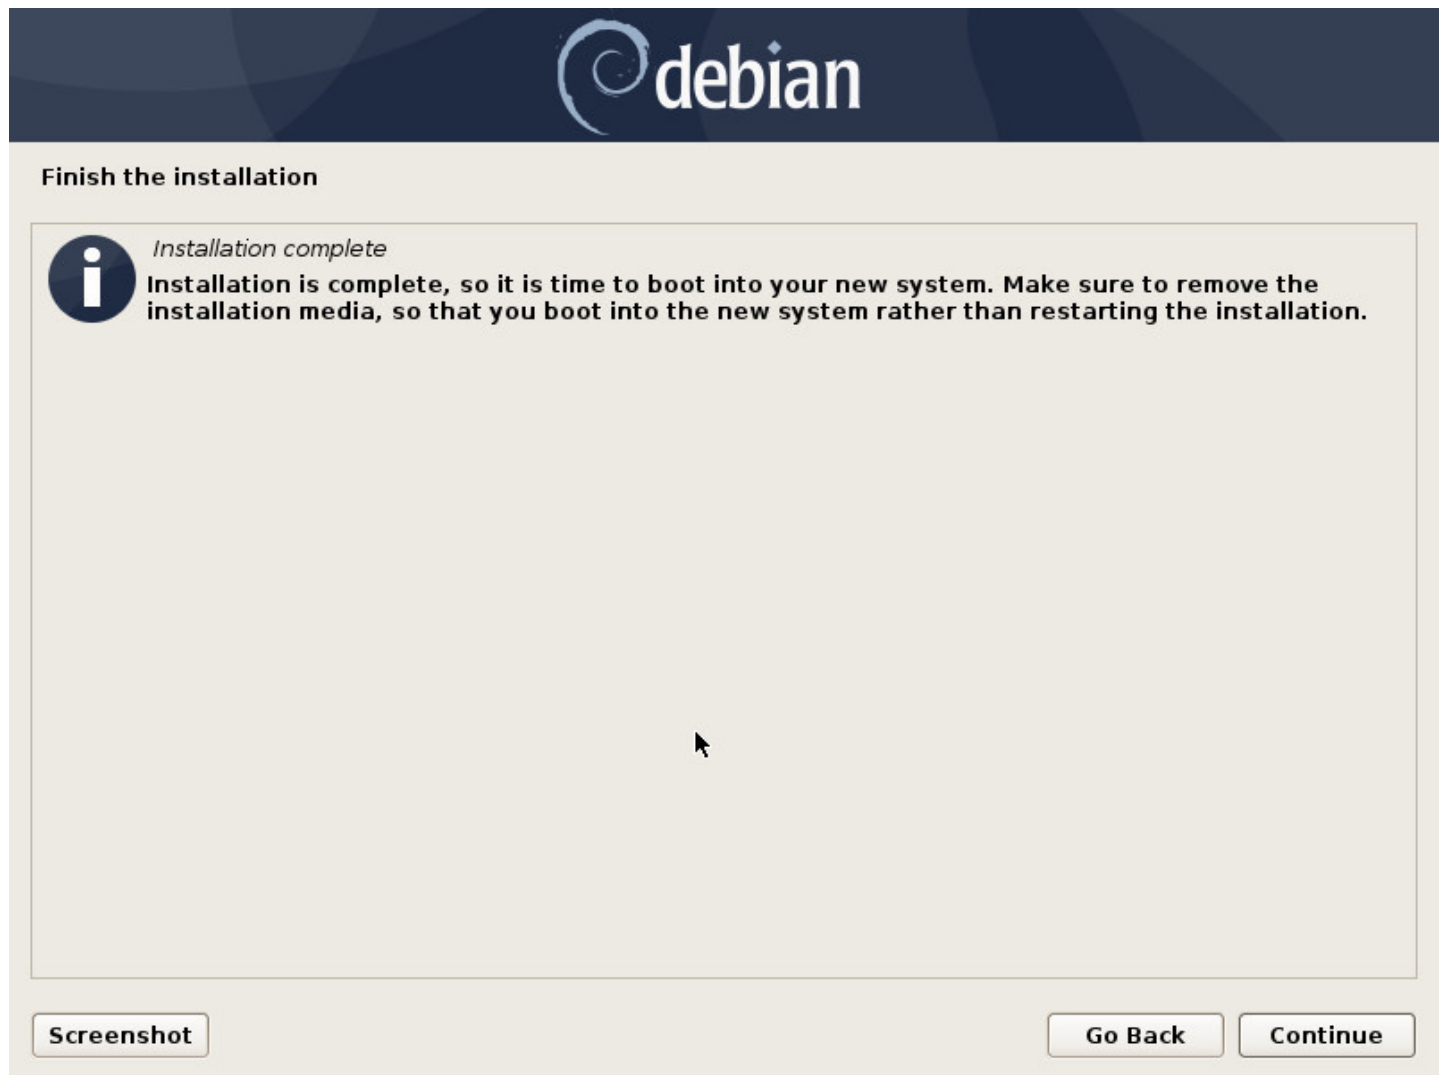 debian
Finish the installation
Installation complete
Installation is complete, so it is time to boot into your new system. Make sure to remove the
installation media, so that you boot into the new system rather than restarting the installation.
Screenshot
Go Back
Continue